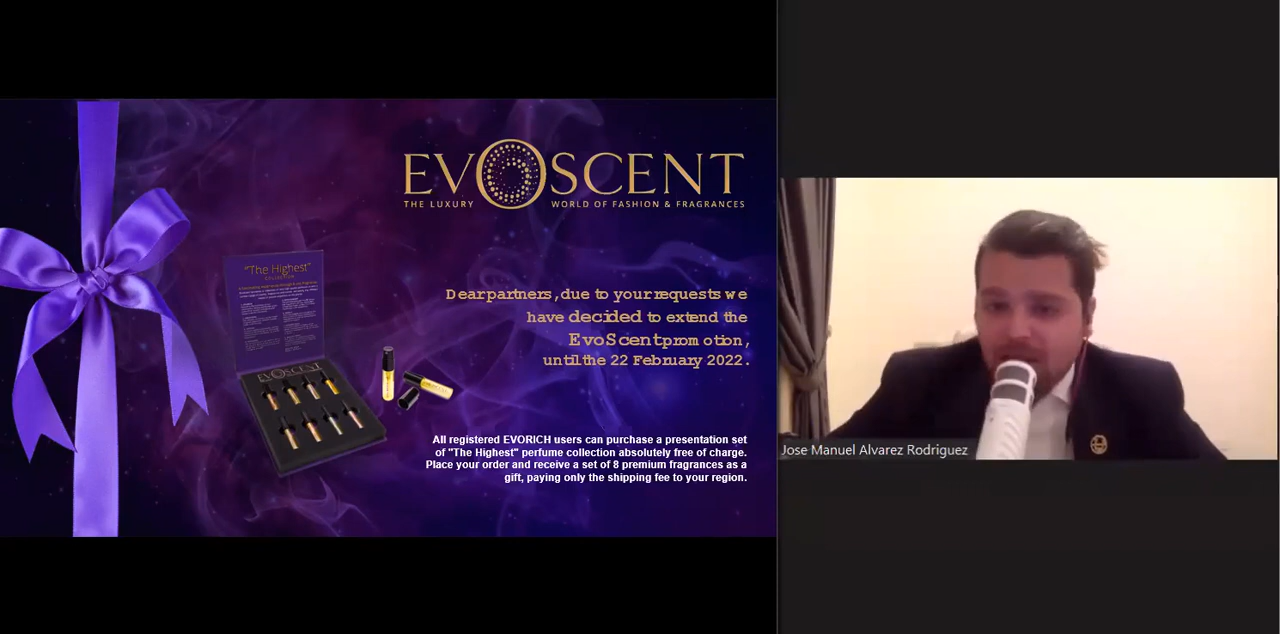 EVOSCENT
THE LUXURY WORLD OF FASHION & FRAGRANCES
"The Highest"
COLLECTION
EVOSCENT
Dear partners, due to your requests we
have decided to extend the
EvoScent promotion,
until the 22 February 2022.
All registered EVORICH users can purchase a presentation set
of "The Highest" perfume collection absolutely free of charge.
Place your order and receive a set of 8 premium fragrances as a
gift, paying only the shipping fee to your region.
Jose Manuel Alvarez Rodriguez